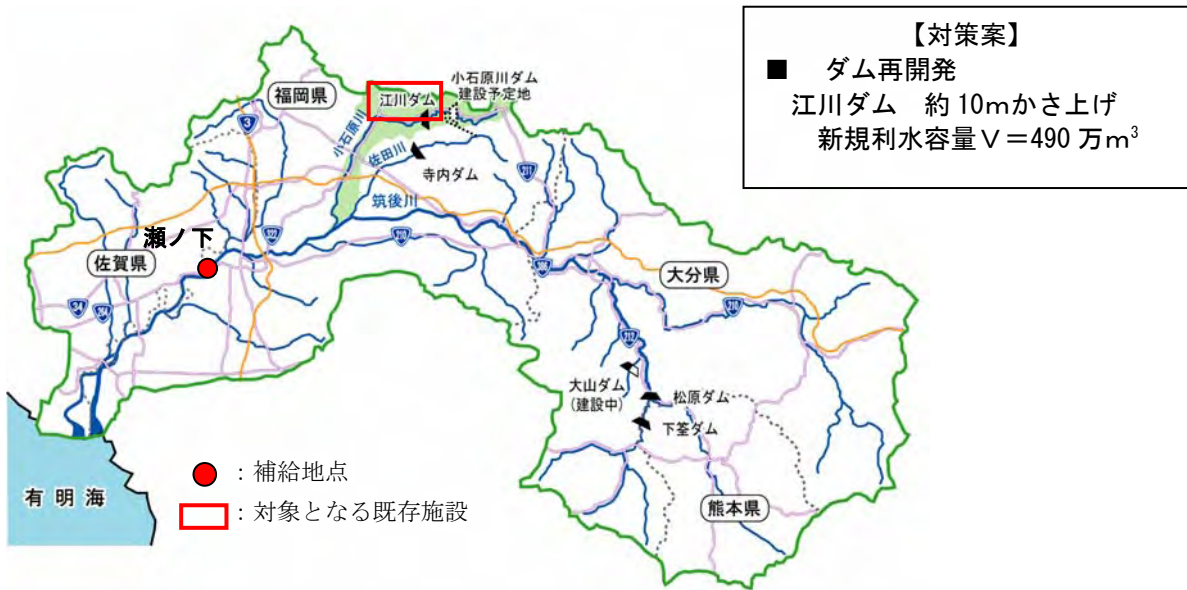 【対策案】
■ ダム再開発
江川ダム 約10mかさ上げ
新規利水容量V=490万m³
福岡県
江川ダム
小石原川ダム
建設予定地
3
小石原川
佐田川
211
寺内ダム
筑後川
瀬ノ下
322
210
佐賀県
386
大分県
34
264
210
212
大山ダム
(建設中)
松原ダム
下筌ダム
:補給地点
有明海
:対象となる既存施設
熊本県